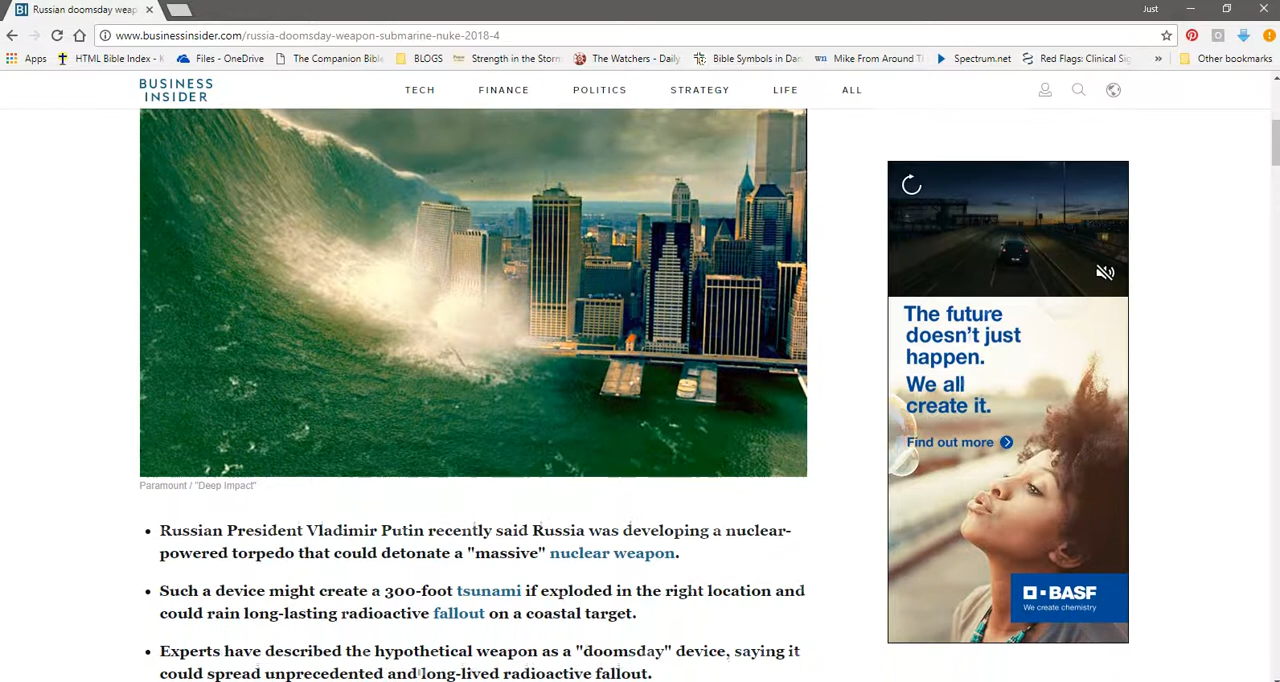 BI Russian doomsday weap
Just
www.businessinsider.com/russia-doomsday-weapon-submarine-nuke-2018-4
Apps
HTML Bible Index -
Files - OneDrive
The Companion Bible
BLOGS
Strength in the Storm
The Watchers - Daily
Bible Symbols in Dan
wn Mike From Around T
Spectrum.net
Red Flags: Clinical Sig
»
Other bookmarks
BUSINESS
INSIDER
TECH
FINANCE
POLITICS
STRATEGY
LIFE
ALL
The future
doesn't just
happen.
We all
create it.
Find out more
BASF
We create chemistry
Paramount / "Deep Impact"
• Russian President Vladimir Putin recently said Russia was developing a nuclear-
powered torpedo that could detonate a "massive" nuclear weapon.
• Such a device might create a 300-foot tsunami if exploded in the right location and
could rain long-lasting radioactive fallout on a coastal target.
• Experts have described the hypothetical weapon as a "doomsday" device, saying it
could spread unprecedented and long-lived radioactive fallout.